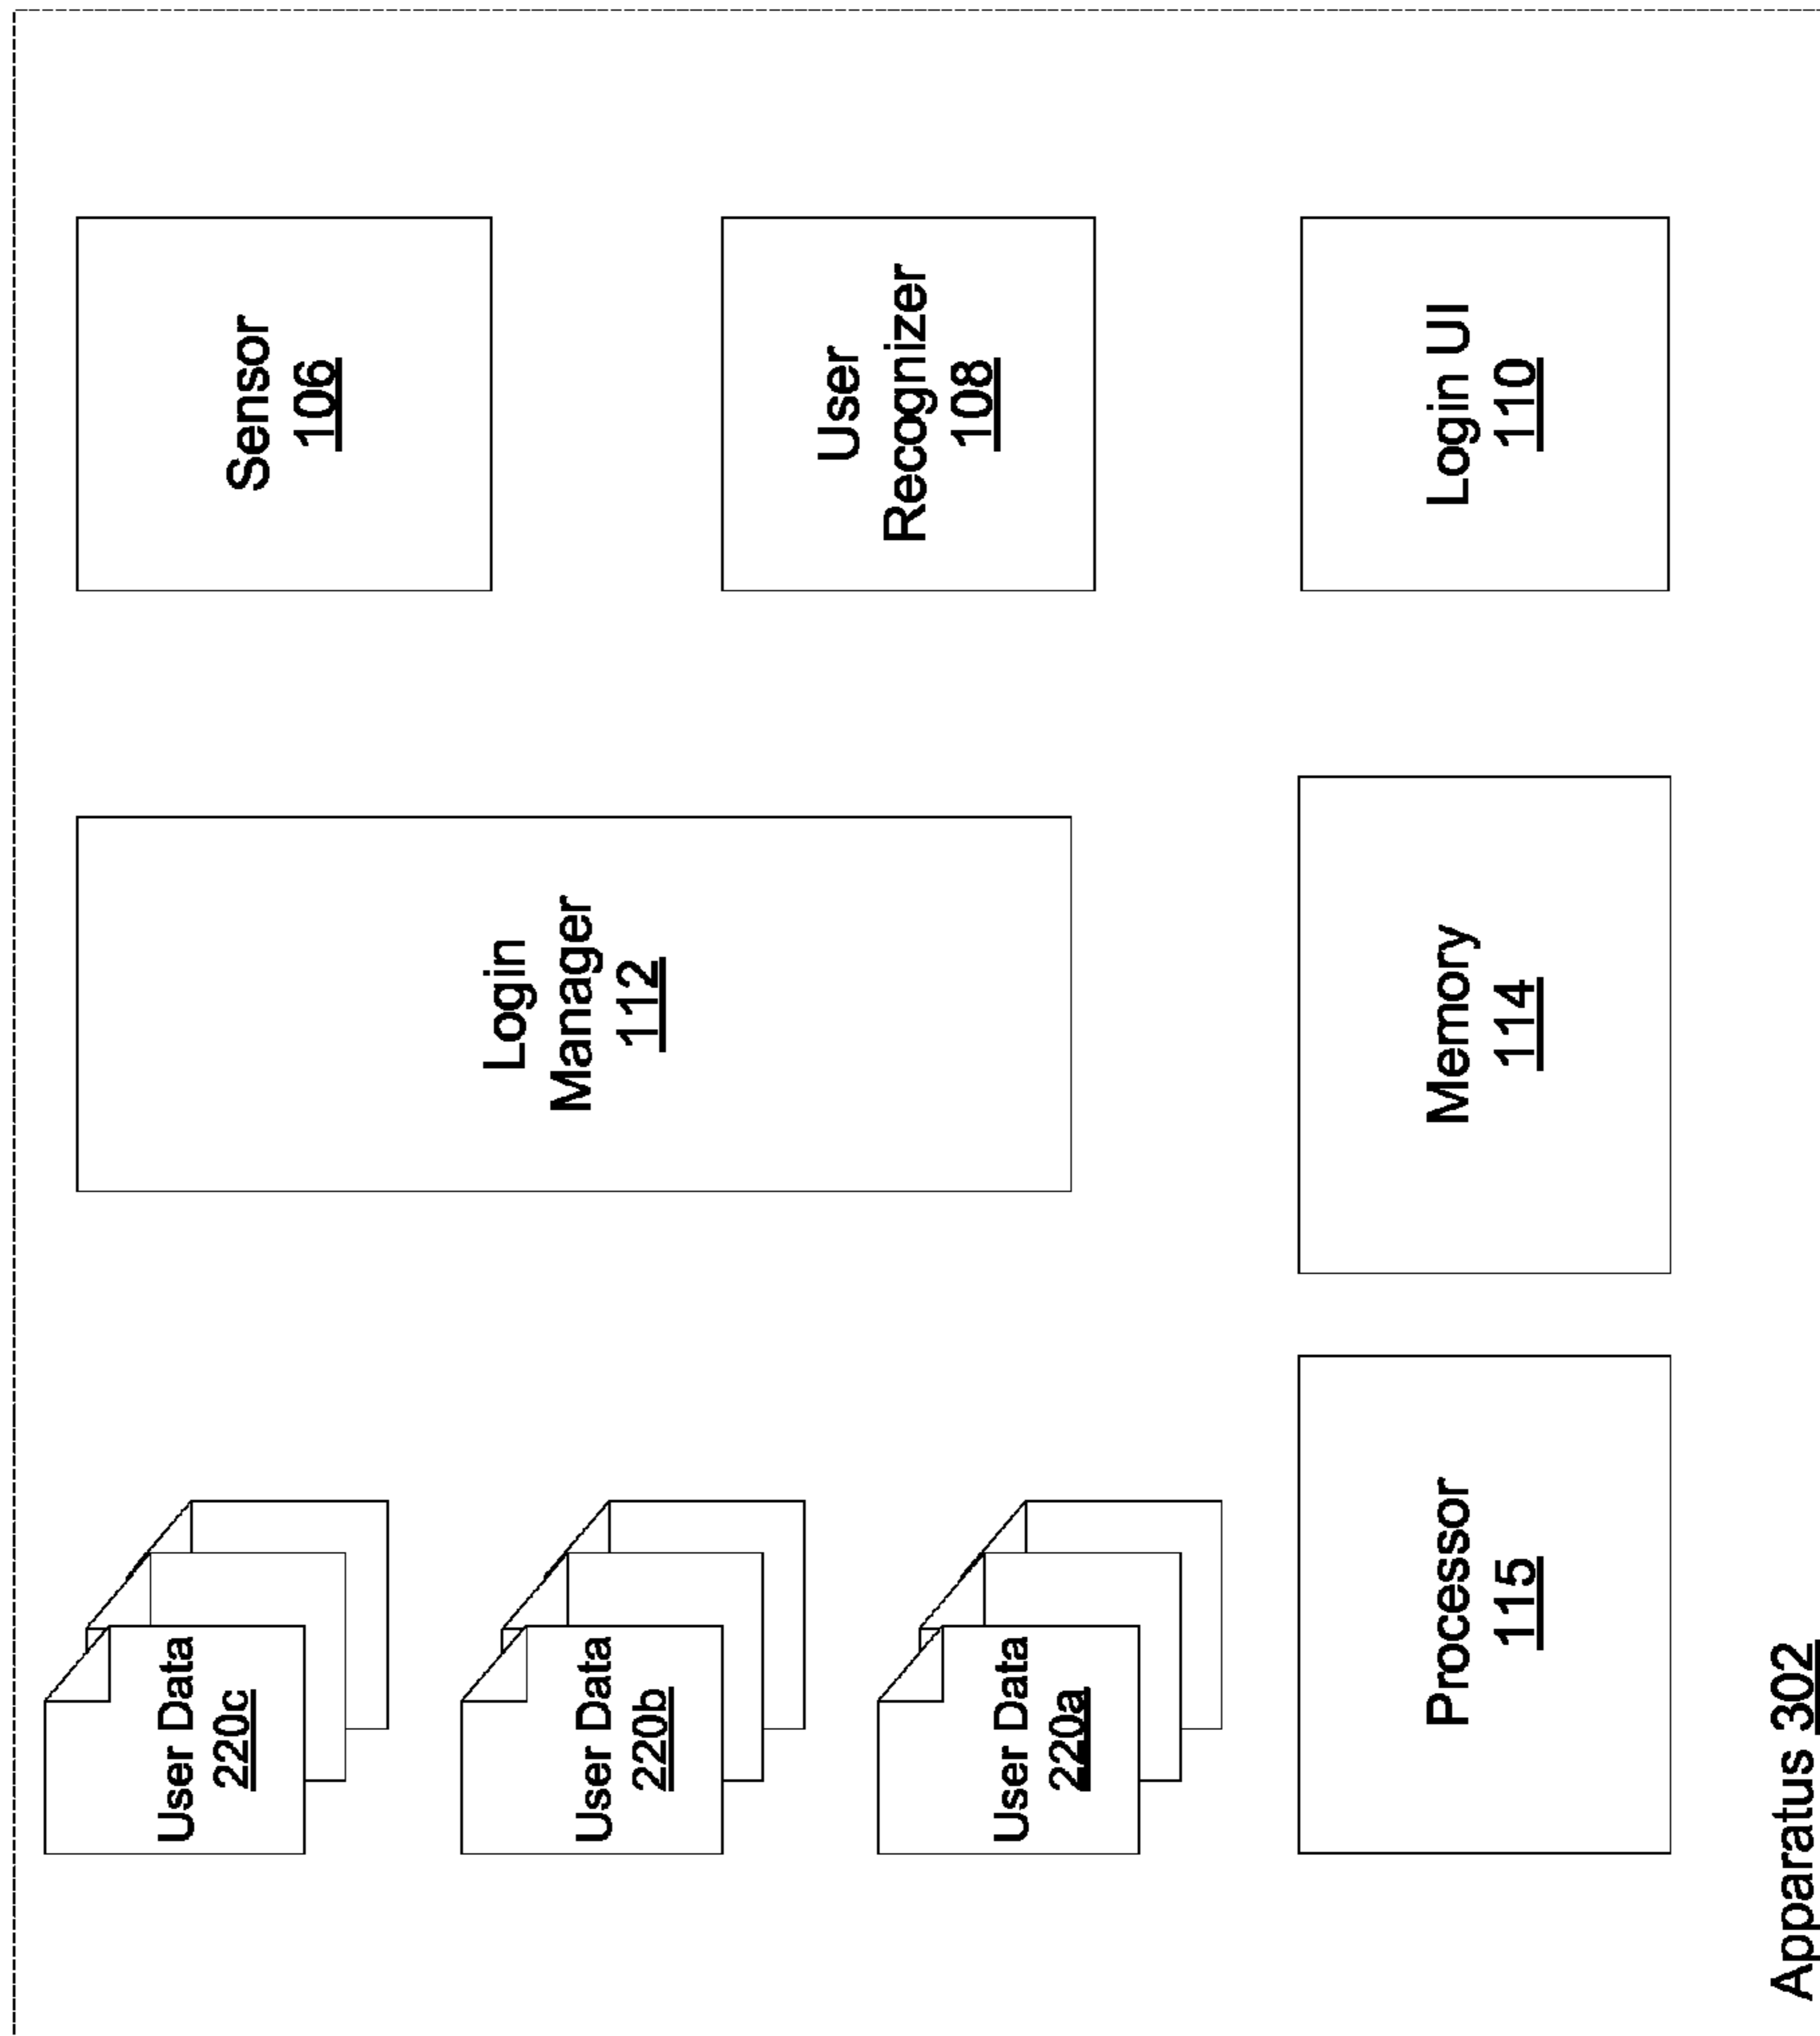 User Data
220c
Login
Manager
112
Sensor
106
User Data
220b
User
Recognizer
108
User Data
220a
Processor
115
Memory
114
Login UI
110
Apparatus 302